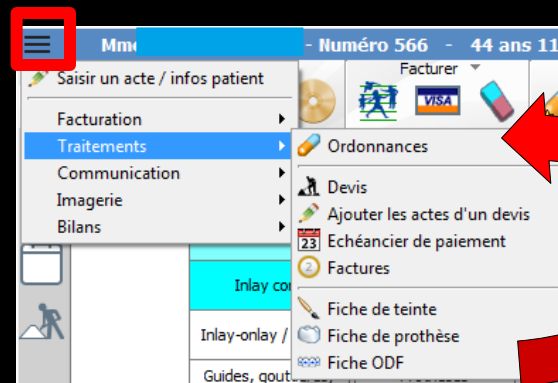 Mme - Numéro 566 - 44 ans 11
Saisir un acte / infos patient
Facturer
VISA
Facturation
Traitements
Communication
Imagerie
Bilans
Ordonnances
Devis
Ajouter les actes d'un devis
23 Echéancier de paiement
2 Factures
Fiche de teinte
Fiche de prothèse
Fiche ODF
Inlay
Inlay-onlay /
Guides,